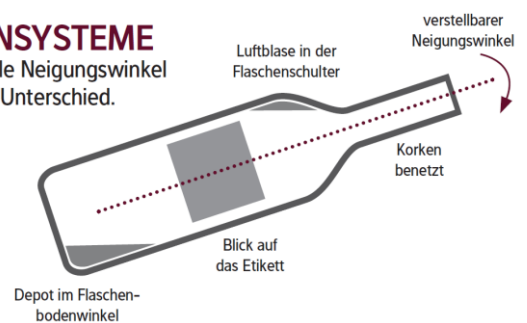 NSYSTEME
le Neigungswinkel
Unterschied.
Luftblase in der
Flaschenschulter
verstellbarer
Neigungswinkel
Korken
benetzt
Blick auf
das Etikett
Depot im Flaschen-
bodenwinkel